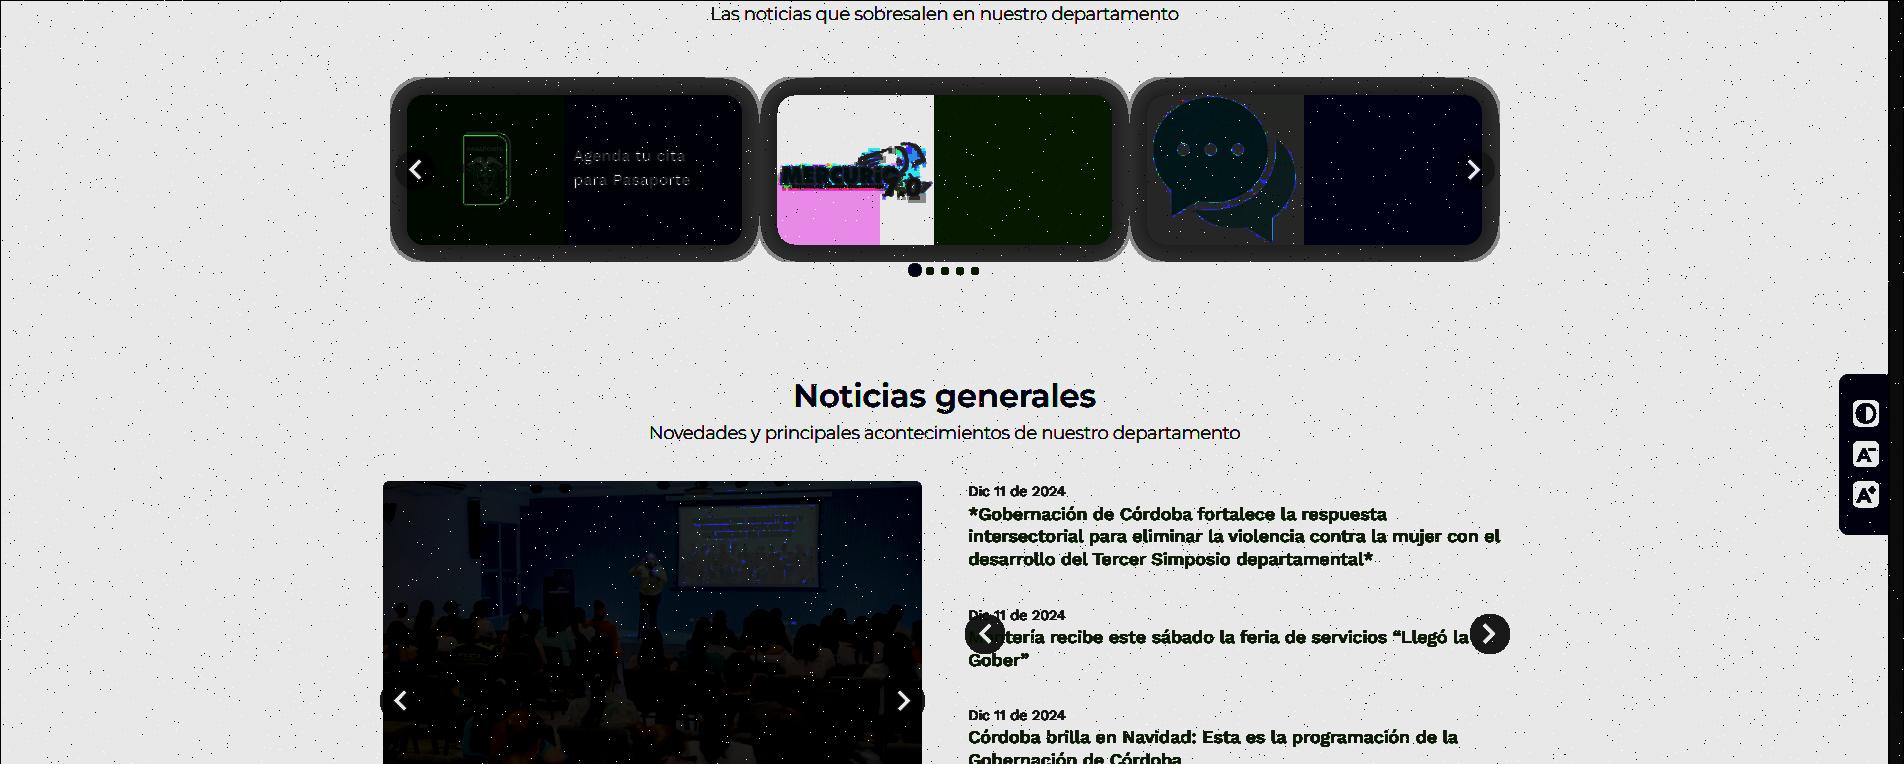 Las noticias que sobresalen en nuestro departamento
PASAPORTE
Agenda tu cita
para Pasaporte
MERCURIO
Noticias generales
Novedades y principales acontecimientos de nuestro departamento
Dic 11 de 2024
*Gobernación de Córdoba fortalece la respuesta
intersectorial para eliminar la violencia contra la mujer con el
desarrollo del Tercer Simposio departamental*
Dic 11 de 2024
Montería recibe este sábado la feria de servicios “Llegó la
Gober”
Dic 11 de 2024
Córdoba brilla en Navidad: Esta es la programación de la
Gobernación de Córdoba
A-
A+